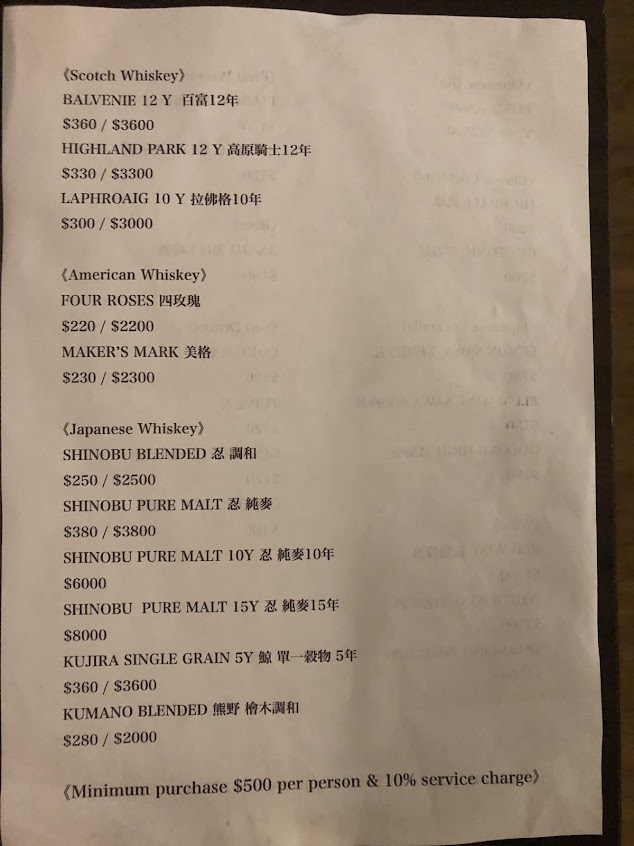 《Scotch Whiskey》
BALVENIE 12 Y 百富12年
$360 / $3600
HIGHLAND PARK 12 Y 高原騎士12年
$330 / $3300
LAPHROAIG 10 Y 拉佛格10年
$300 / $3000
《American Whiskey》
FOUR ROSES 四玫瑰
$220 / $2200
MAKER'S MARK 美格
$230 / $2300
《Japanese Whiskey》
SHINOBU BLENDED 忍 調和
$250 / $2500
SHINOBU PURE MALT 忍 純麥
$380 / $3800
SHINOBU PURE MALT 10Y 忍 純麥10年
$6000
SHINOBU PURE MALT 15Y 忍 純麥15年
$8000
KUJIRA SINGLE GRAIN 5Y 鯨 單一穀物 5年
$360 / $3600
KUMANO BLENDED 熊野 檜木調和
$280 / $2000
《Minimum purchase $500 per person & 10% service charge》